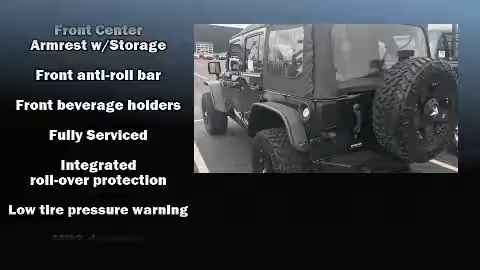 Front Center
Armrest w/Storage
Front anti-roll bar
Front beverage holders
Fully Serviced
Integrated
roll-over protection
Low tire pressure warning